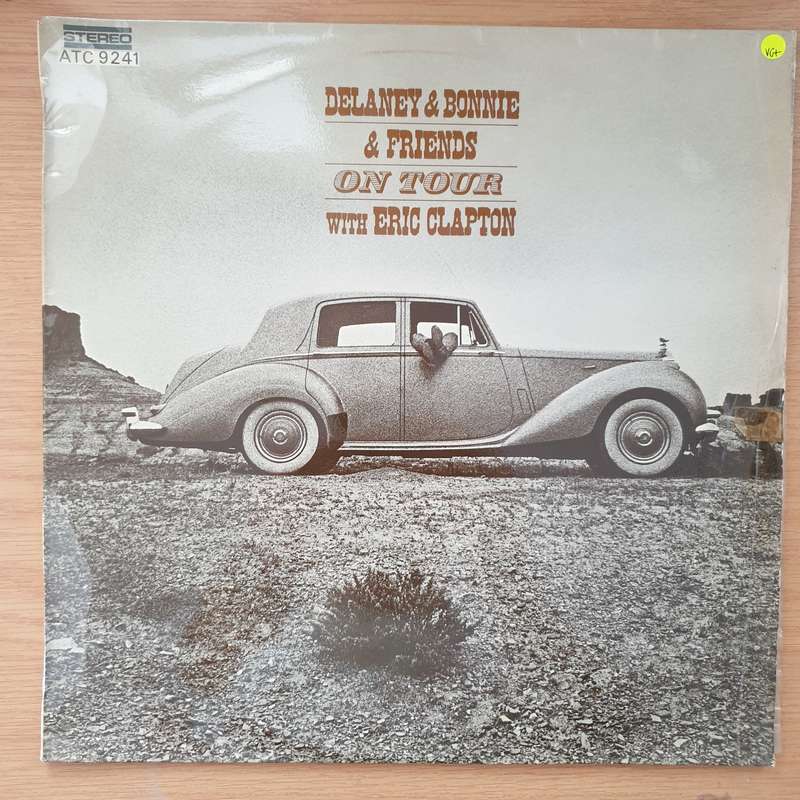 STEREO
ATC 9241
VG+
DELANEY & BONNIE
& FRIENDS
ON TOUR
WITH ERIC CLAPTON